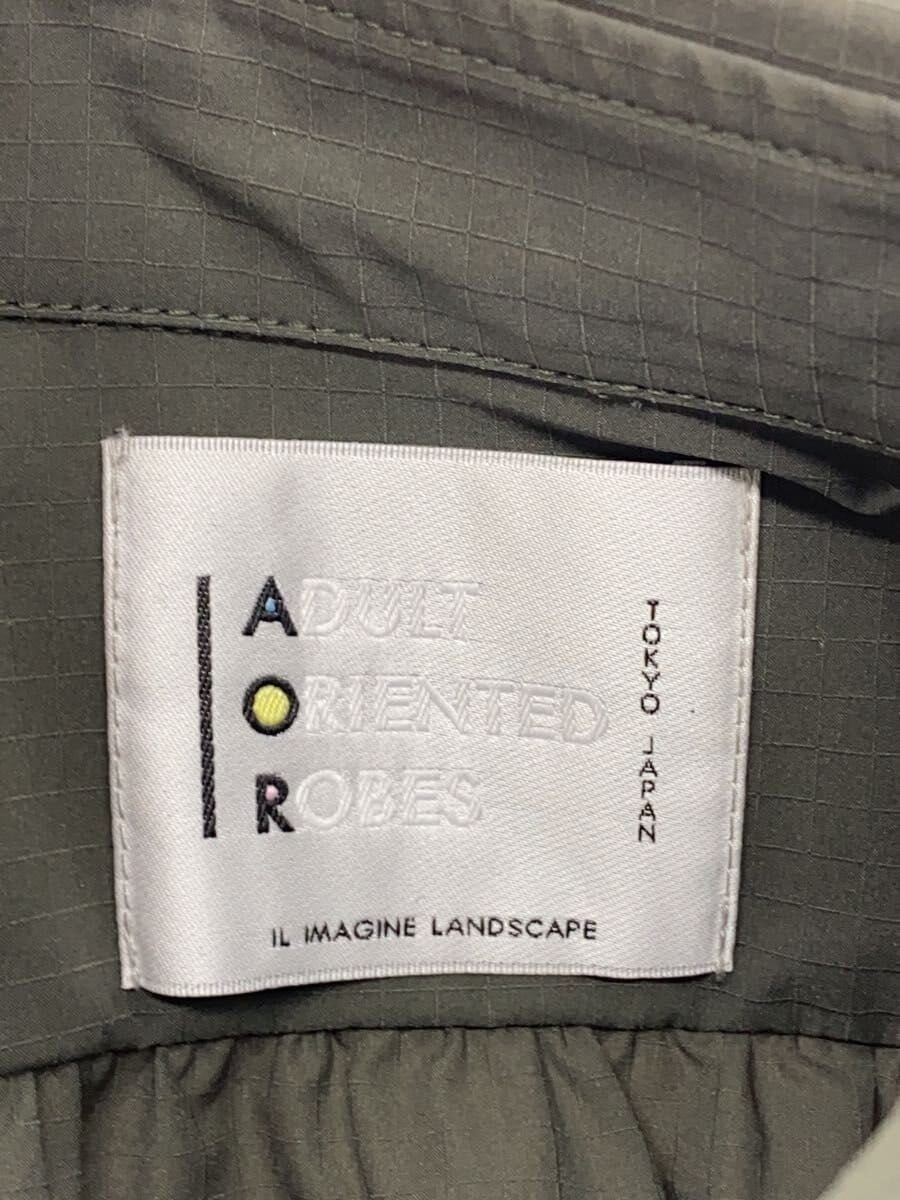 ADULT
ORIENTED
ROBES
TOKYO JAPAN
IL IMAGINE LANDSCAPE